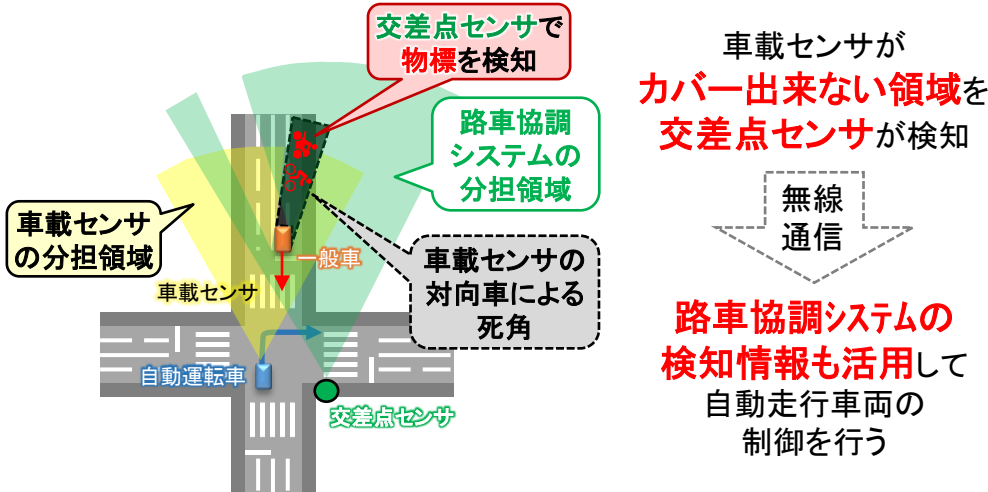 交差点センサで
物標を検知
路車協調
システムの
分担領域
車載センサ
の分担領域
一般車
車載センサの
対向車による
死角
車載センサ
自動運転車
交差点センサ
車載センサが
カバー出来ない領域を
交差点センサが検知
無線
通信
路車協調ｼｽﾃﾑの
検知情報も活用して
自動走行車両の
制御を行う